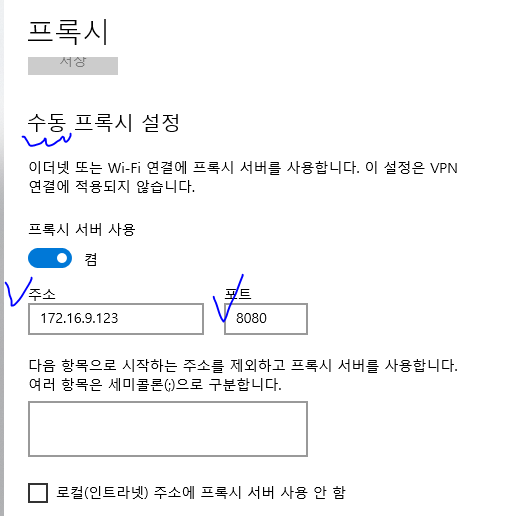 프록시
저장
수동 프록시 설정
이더넷 또는 Wi-Fi 연결에 프록시 서버를 사용합니다. 이 설정은 VPN
연결에 적용되지 않습니다.
프록시 서버 사용
켬
주소 포트
172.16.9.123 8080
다음 항목으로 시작하는 주소를 제외하고 프록시 서버를 사용합니다.
여러 항목은 세미콜론(;)으로 구분합니다.
로컬(인트라넷) 주소에 프록시 서버 사용 안 함